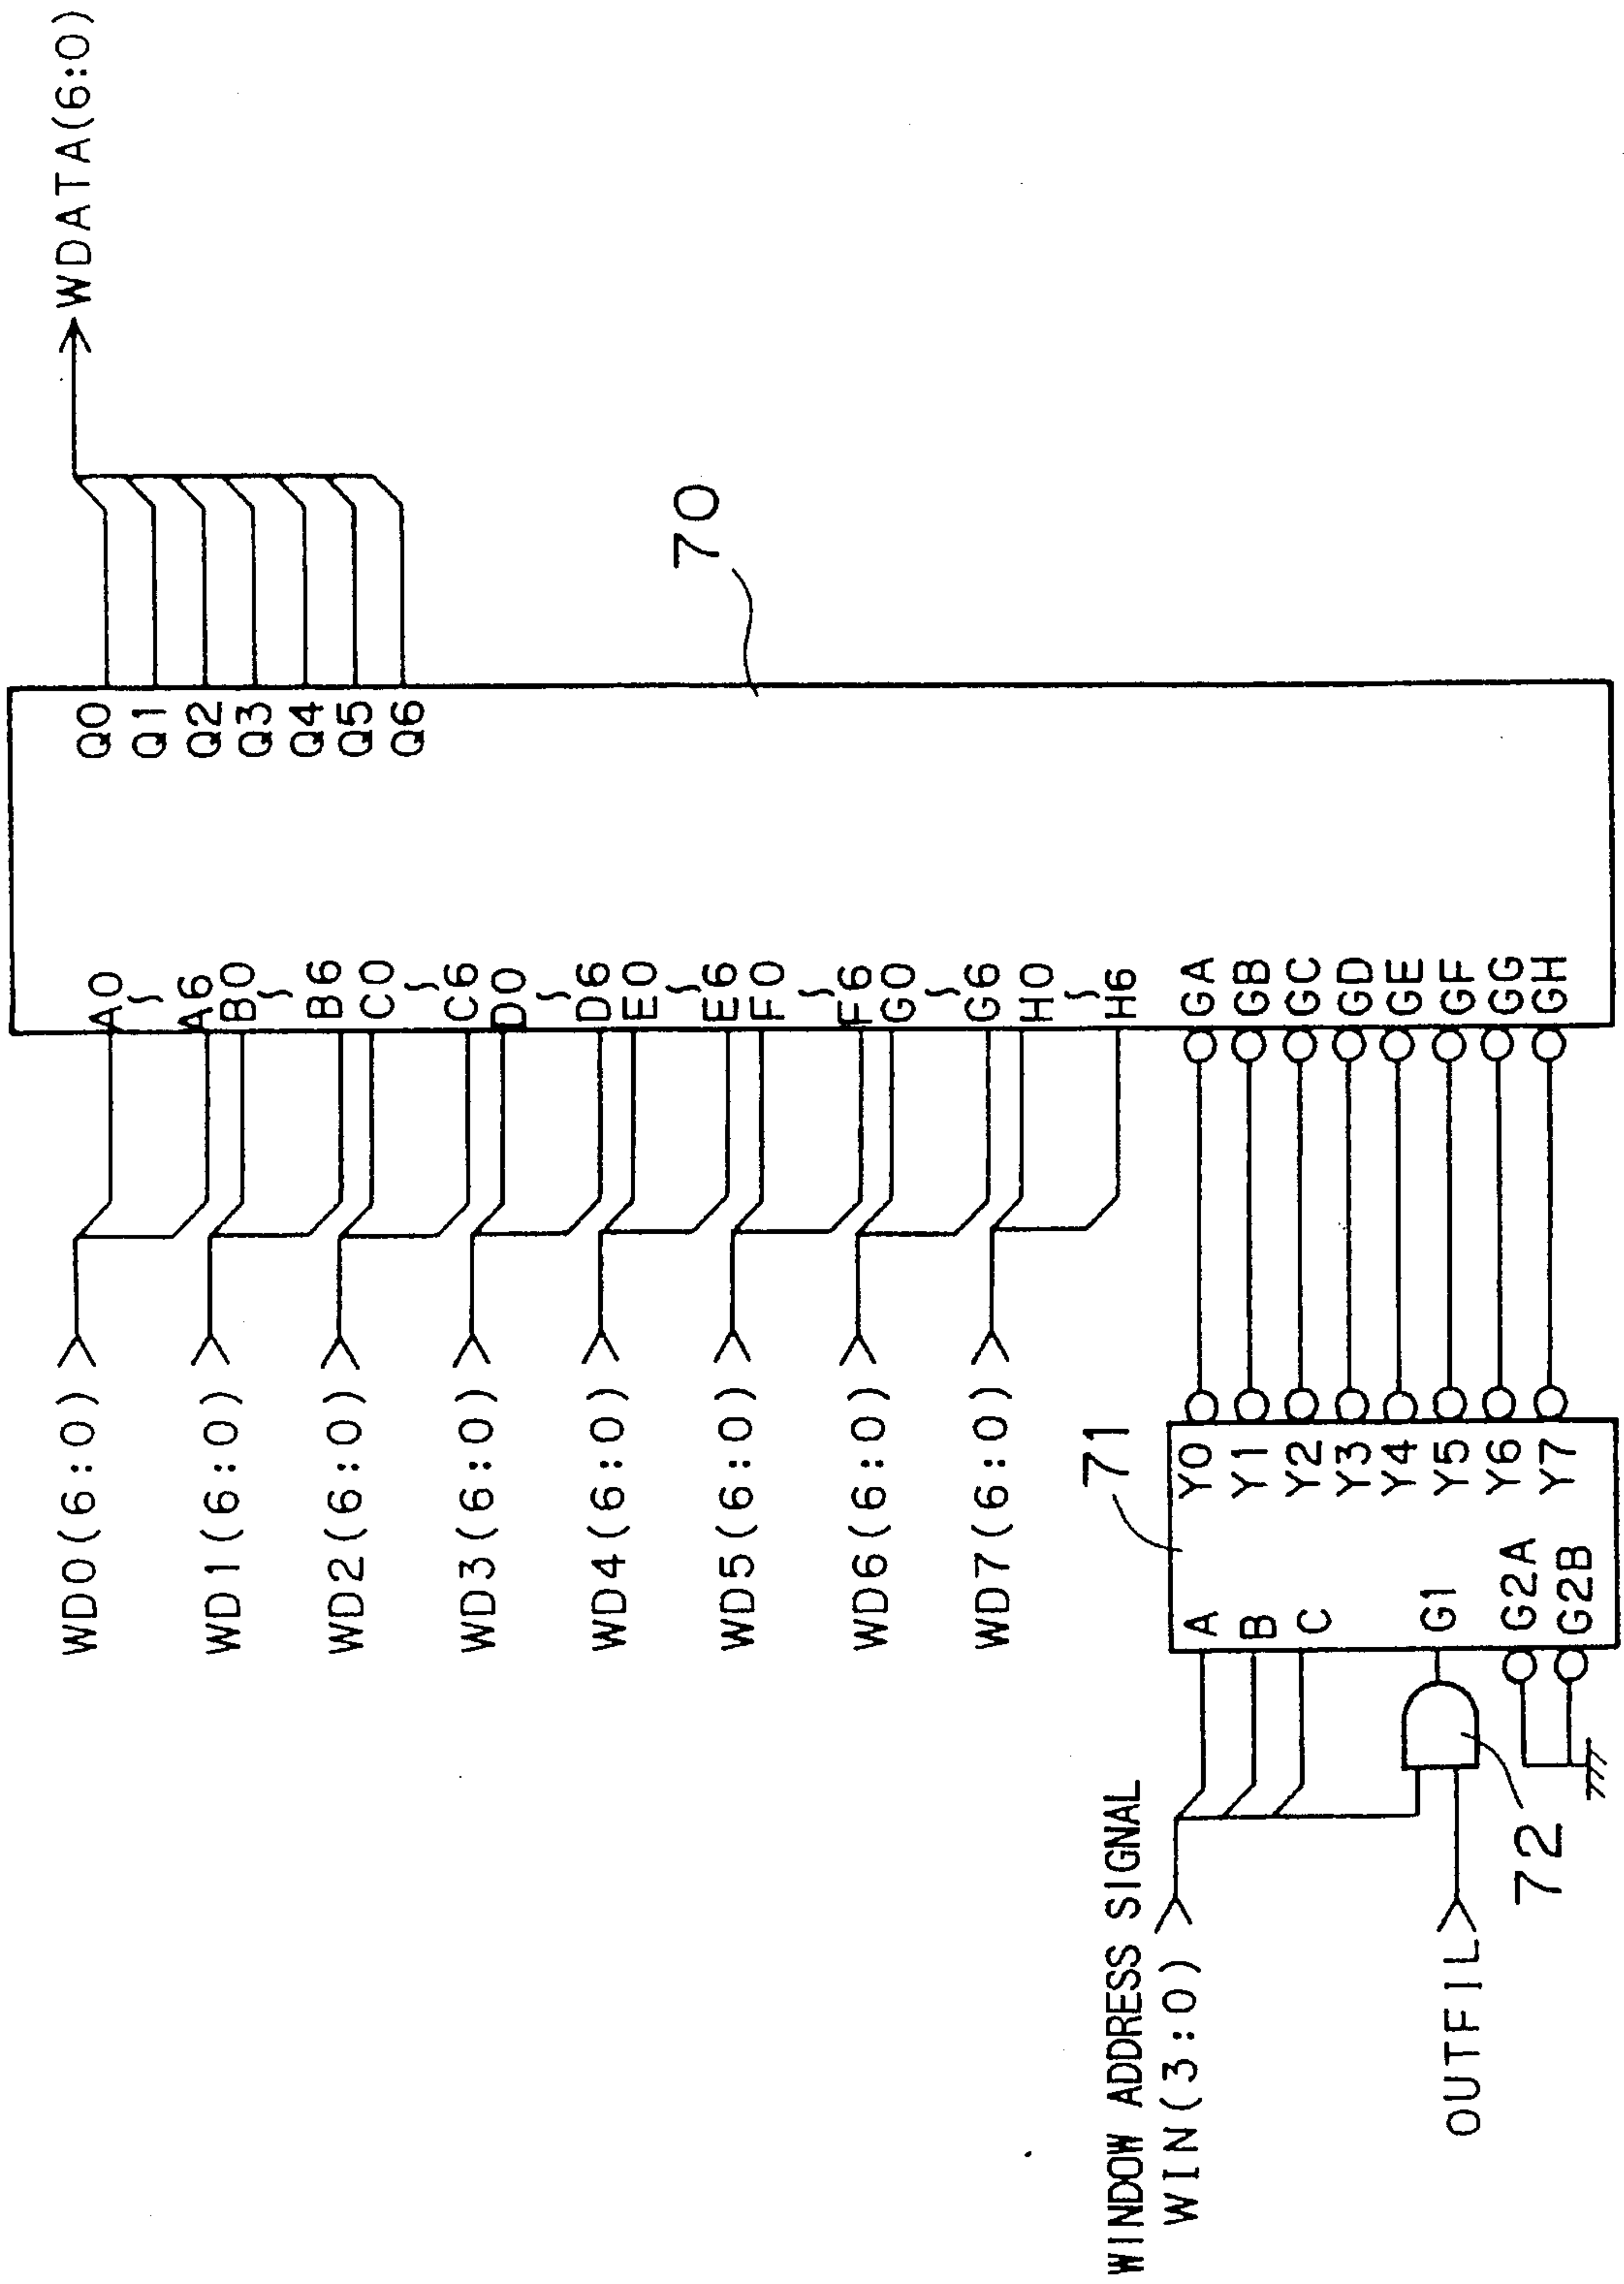 WDATA(6:0)
Q0
Q1
Q2
Q3
Q4
Q5
Q6
70
WD0(6:0)
WD1(6:0)
WD2(6:0)
WD3(6:0)
WD4(6:0)
WD5(6:0)
WD6(6:0)
WD7(6:0)
A0
~
A6
B0
~
B6
C0
~
C6
D0
~
D6
E0
~
E6
F0
~
F6
G0
~
G6
H0
~
H6
GA
GB
GC
GD
GE
GF
GG
GH
71
Y0
Y1
Y2
Y3
Y4
Y5
Y6
Y7
A
B
C
G1
G2A
G2B
WINDOW ADDRESS SIGNAL
WIN(3:0)
OUTFIL
72